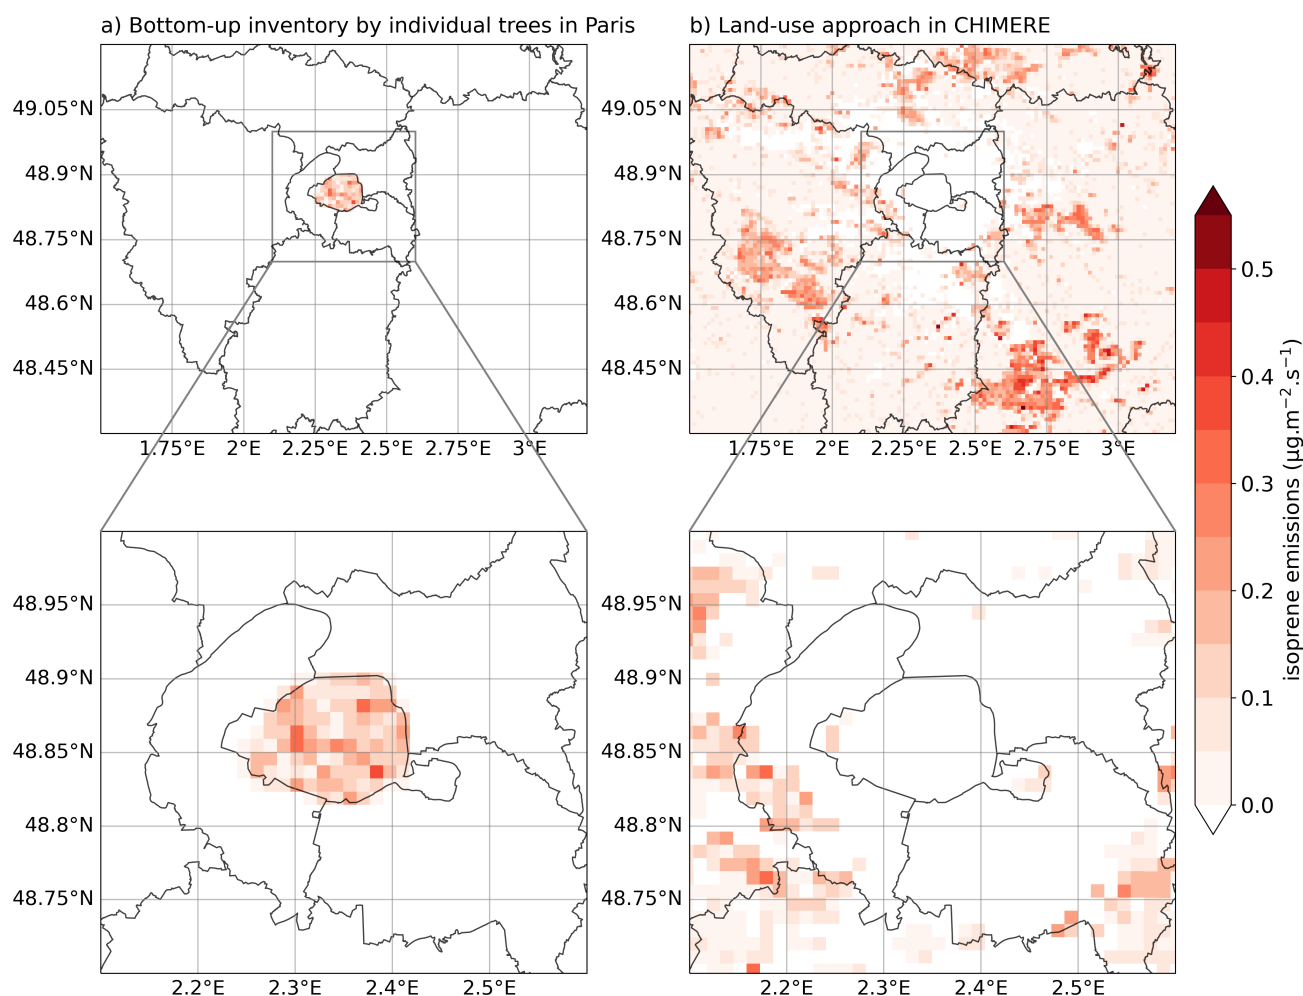 a) Bottom-up inventory by individual trees in Paris
b) Land-use approach in CHIMERE
49.05°N
48.9°N
48.75°N
48.6°N
48.45°N
1.75°E 2°E 2.25°E 2.5°E 2.75°E 3°E
49.05°N
48.9°N
48.75°N
48.6°N
48.45°N
1.75°E 2°E 2.25°E 2.5°E 2.75°E 3°E
48.95°N
48.9°N
48.85°N
48.8°N
48.75°N
2.2°E 2.3°E 2.4°E 2.5°E
48.95°N
48.9°N
48.85°N
48.8°N
48.75°N
2.2°E 2.3°E 2.4°E 2.5°E
0.5
0.4
0.3
0.2
0.1
0.0
isoprene emissions (µg.m⁻².s⁻¹)